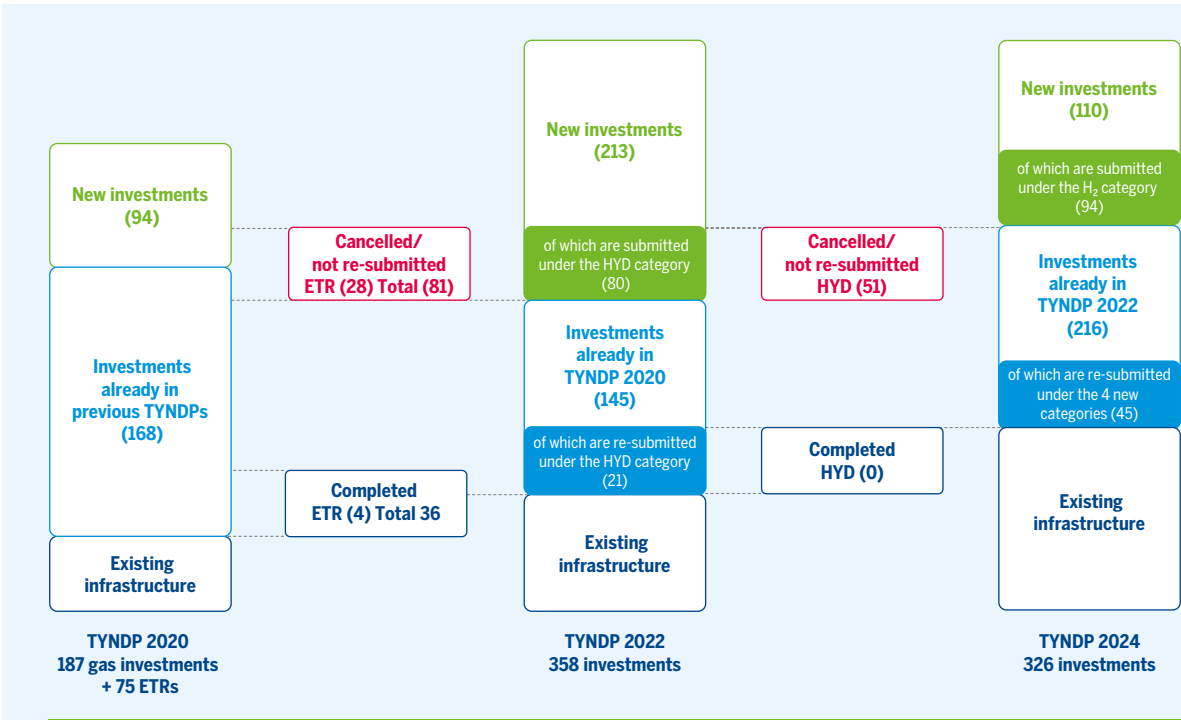 New investments
(94)
Investments
already in
previous TYNDPs
(168)
Existing
infrastructure
TYNDP 2020
187 gas investments
+ 75 ETRs
Cancelled/
not re-submitted
ETR (28) Total (81)
Completed
ETR (4) Total 36
New investments
(213)
of which are submitted
under the HYD category
(80)
Investments
already in
TYNDP 2020
(145)
of which are re-submitted
under the HYD category
(21)
Existing
infrastructure
TYNDP 2022
358 investments
Cancelled/
not re-submitted
HYD (51)
Completed
HYD (0)
New investments
(110)
of which are submitted
under the H₂ category
(94)
Investments
already in
TYNDP 2022
(216)
of which are re-submitted
under the 4 new
categories (45)
Existing
infrastructure
TYNDP 2024
326 investments